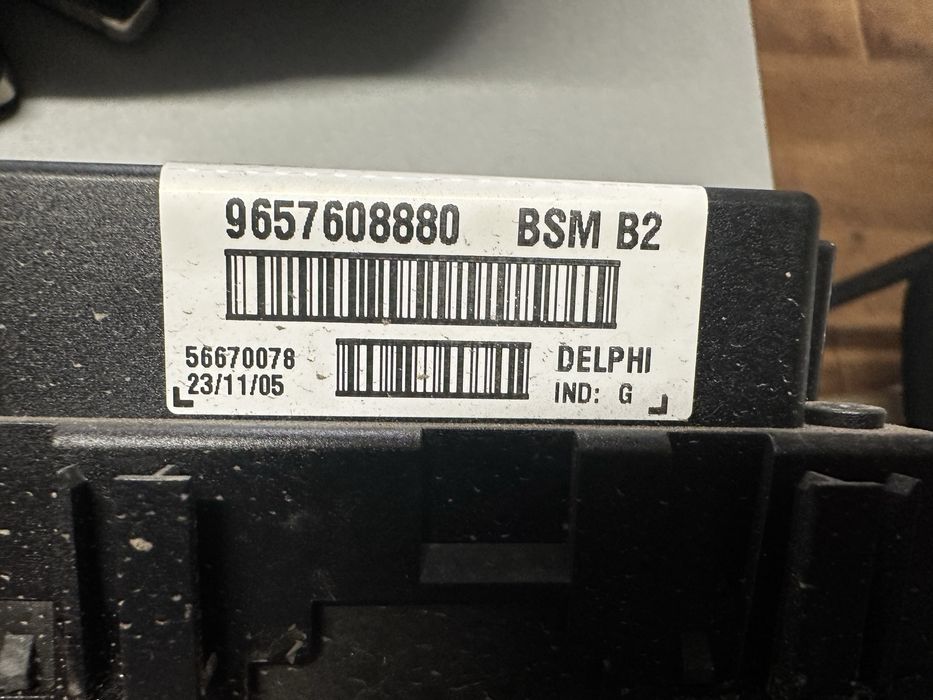 9657608880 BSM B2
56670078 DELPHI
23/11/05 IND: G